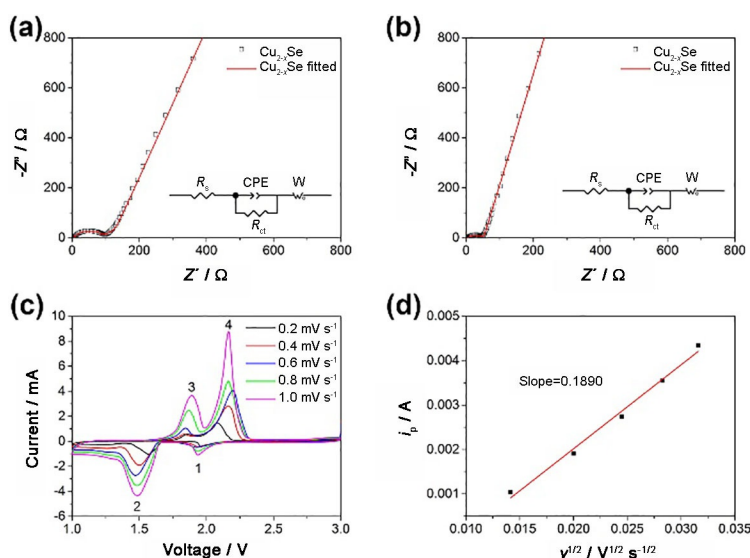 (a)
800
600
400
200
0
0 200 400 600 800
-Z" / Ω
Z´ / Ω
Cu2-xSe
Cu2-xSe fitted
Rs CPE W
Rct
(b)
800
600
400
200
0
0 200 400 600 800
-Z" / Ω
Z´ / Ω
Cu2-xSe
Cu2-xSe fitted
Rs CPE W
Rct
(c)
10
8
6
4
2
0
-2
-4
-6
1.0 1.5 2.0 2.5 3.0
Current / mA
Voltage / V
0.2 mV s-1
0.4 mV s-1
0.6 mV s-1
0.8 mV s-1
1.0 mV s-1
4
3
1
2
(d)
0.005
0.004
0.003
0.002
0.001
0.010 0.015 0.020 0.025 0.030 0.035
ip / A
v1/2 / V1/2 s-1/2
Slope=0.1890